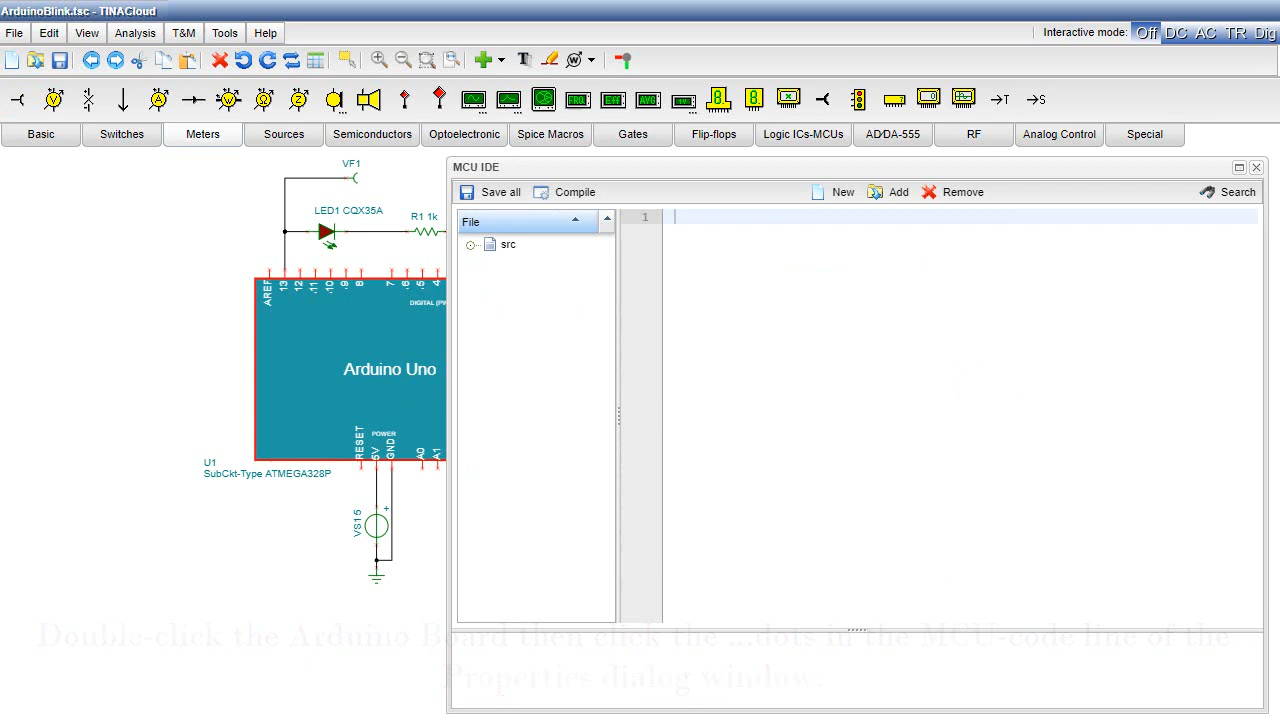 ArduinoBlink.tsc - TINACloud
File Edit View Analysis T&M Tools Help Interactive mode: Off DC AC TR Dig
Basic Switches Meters Sources Semiconductors Optoelectronic Spice Macros Gates Flip-flops Logic ICs-MCUs AD/DA-555 RF Analog Control Special
VF1
LED1 CQX35A
R1 1k
AREF 13 12 11 10 9 8 7 6 5 4
DIGITAL (PW
Arduino Uno
POWER
RESET 5V GND A0 A1
U1
SubCkt-Type ATMEGA328P
VS15
+
MCU IDE
Save all Compile New Add Remove Search
File
src
1
Double-click the Arduino Board then click the ...dots in the MCU-code line of the
Properties dialog window.